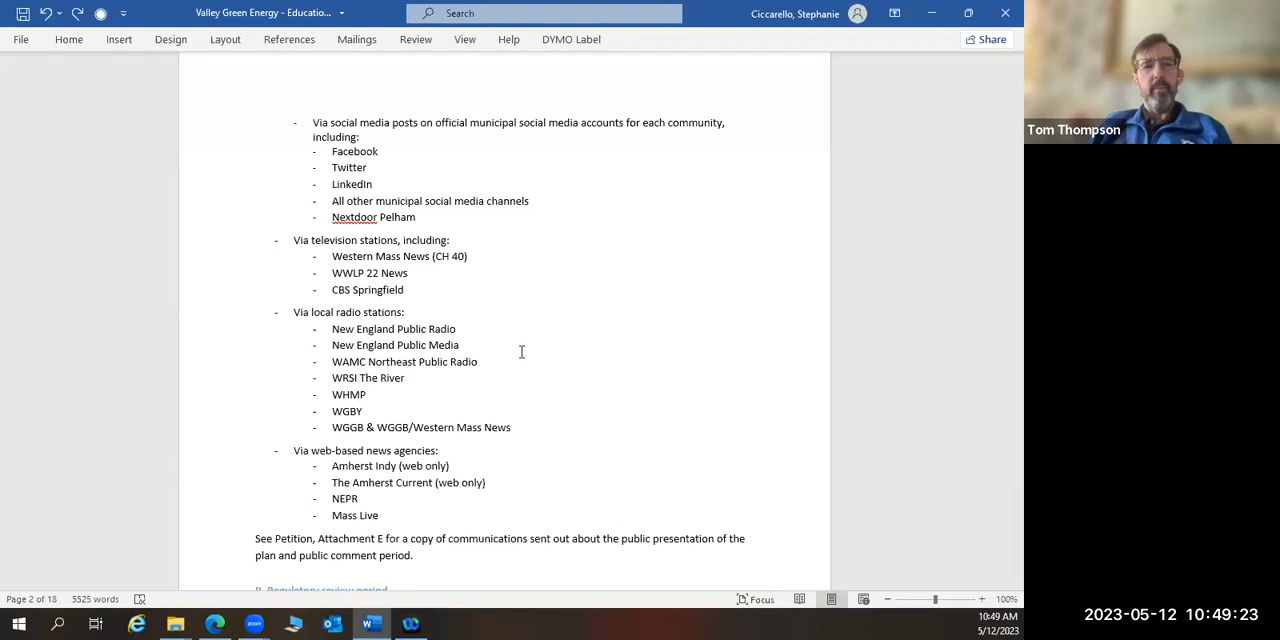 Valley Green Energy - Educatio...
Search
Ciccarello, Stephanie
File Home Insert Design Layout References Mailings Review View Help DYMO Label Share
Tom Thompson
- Via social media posts on official municipal social media accounts for each community,
including:
- Facebook
- Twitter
- LinkedIn
- All other municipal social media channels
- Nextdoor Pelham
- Via television stations, including:
- Western Mass News (CH 40)
- WWLP 22 News
- CBS Springfield
- Via local radio stations:
- New England Public Radio
- New England Public Media
- WAMC Northeast Public Radio
- WRSI The River
- WHMP
- WGBY
- WGGB & WGGB/Western Mass News
- Via web-based news agencies:
- Amherst Indy (web only)
- The Amherst Current (web only)
- NEPR
- Mass Live
See Petition, Attachment E for a copy of communications sent out about the public presentation of the
plan and public comment period.
B. Regulatory review period
Page 2 of 18 5525 words Focus 100%
zoom
10:49 AM
5/12/2023
2023-05-12 10:49:23